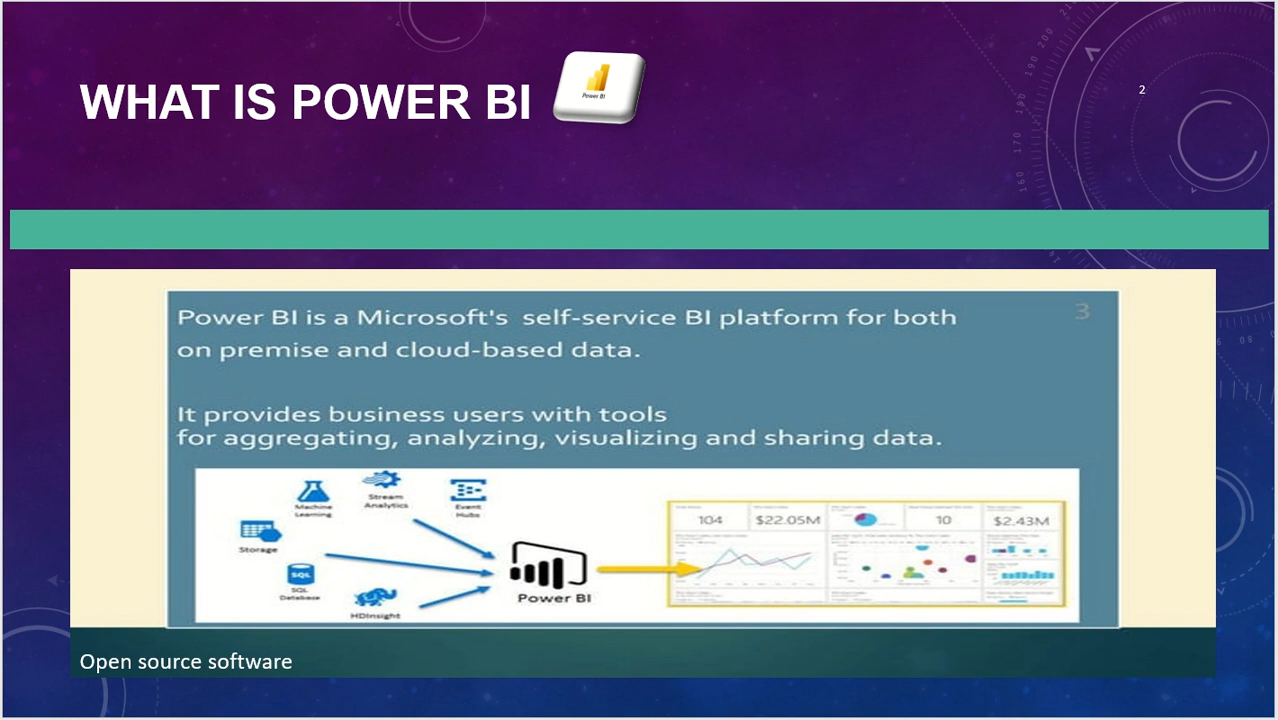 WHAT IS POWER BI
Power BI
2
Power BI is a Microsoft's self-service BI platform for both
3
on premise and cloud-based data.
It provides business users with tools
for aggregating, analyzing, visualizing and sharing data.
Machine
Learning
Stream
Analytics
Event
Hubs
Storage
SQL
SQL
Database
HDInsight
Power BI
104
$22.05M
10
$2.43M
Open source software